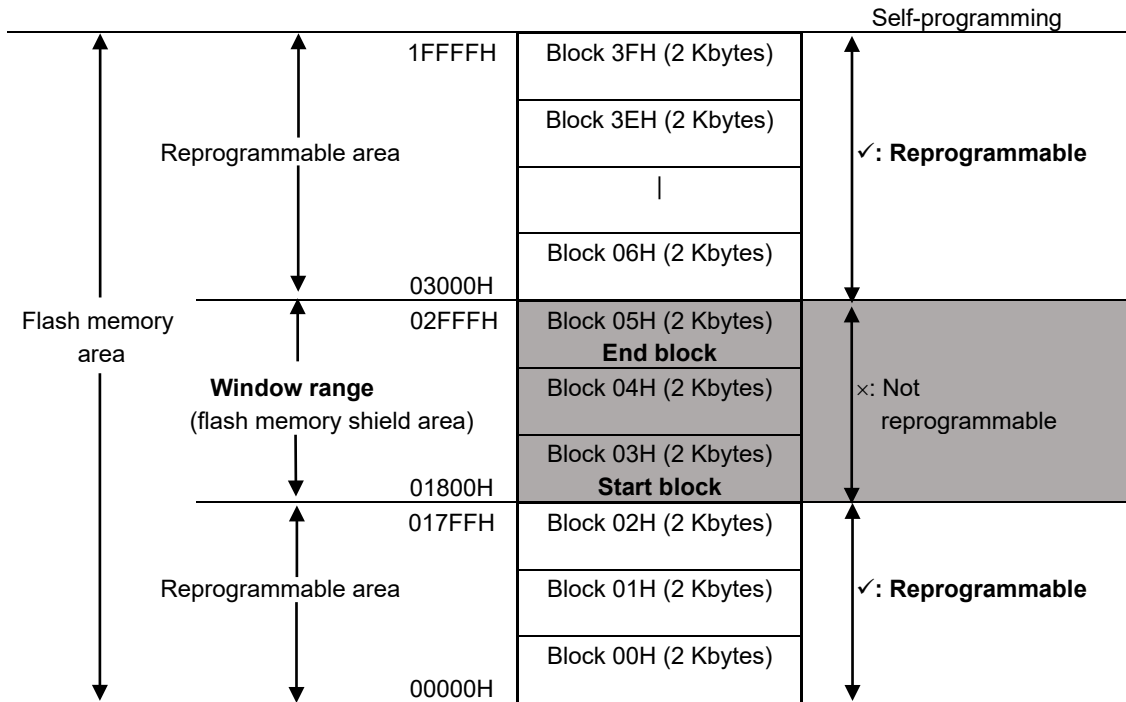 Self-programming
1FFFFH
Block 3FH (2 Kbytes)
Block 3EH (2 Kbytes)
Reprogrammable area
✓: Reprogrammable
|
Block 06H (2 Kbytes)
03000H
Flash memory
area
02FFFH
Block 05H (2 Kbytes)
End block
Window range
(flash memory shield area)
Block 04H (2 Kbytes)
×: Not
reprogrammable
Block 03H (2 Kbytes)
Start block
01800H
017FFH
Block 02H (2 Kbytes)
Reprogrammable area
Block 01H (2 Kbytes)
✓: Reprogrammable
Block 00H (2 Kbytes)
00000H